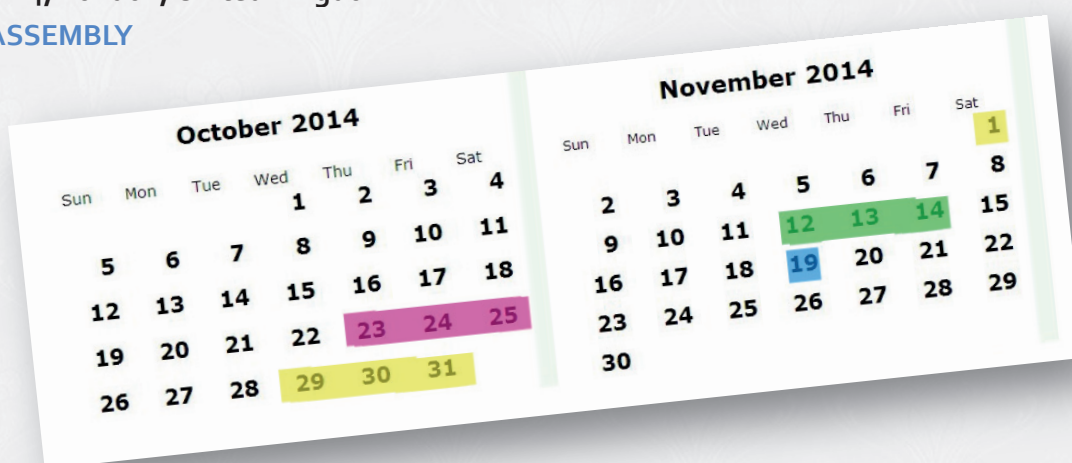 ASSEMBLY
October 2014
Sun Mon Tue Wed Thu Fri Sat
1 2 3 4
5 6 7 8 9 10 11
12 13 14 15 16 17 18
19 20 21 22 23 24 25
26 27 28 29 30 31
November 2014
Sun Mon Tue Wed Thu Fri Sat
1
2 3 4 5 6 7 8
9 10 11 12 13 14 15
16 17 18 19 20 21 22
23 24 25 26 27 28 29
30